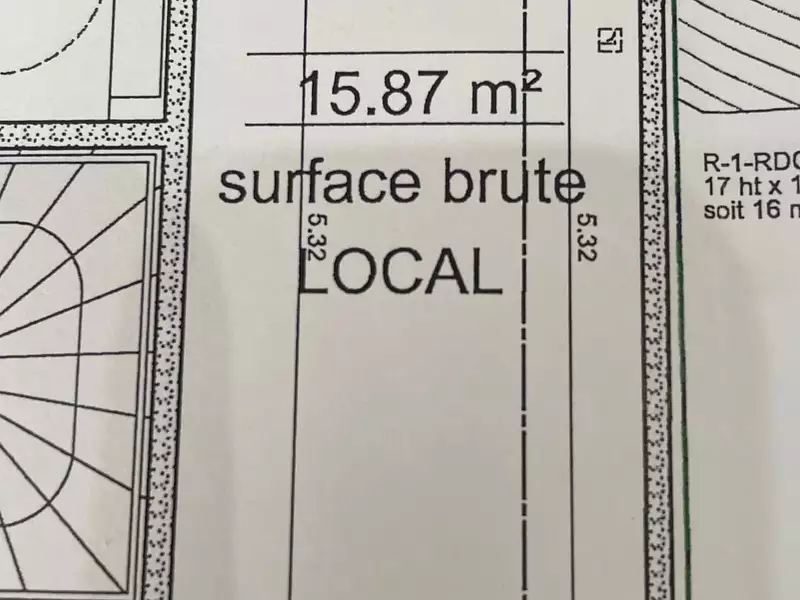 15.87 m²
surface brute
5.32
5.32
LOCAL
R-1-RDC
17 ht x 1
soit 16 m